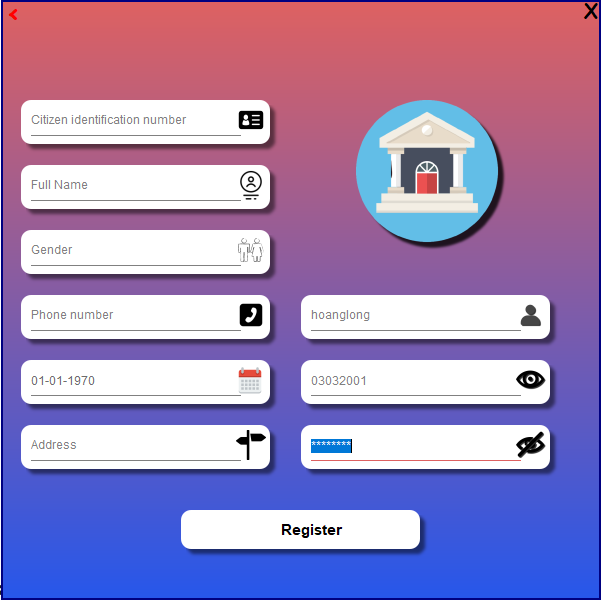 X
Citizen identification number
Full Name
Gender
Phone number
hoanglong
01-01-1970
03032001
Address
********
Register